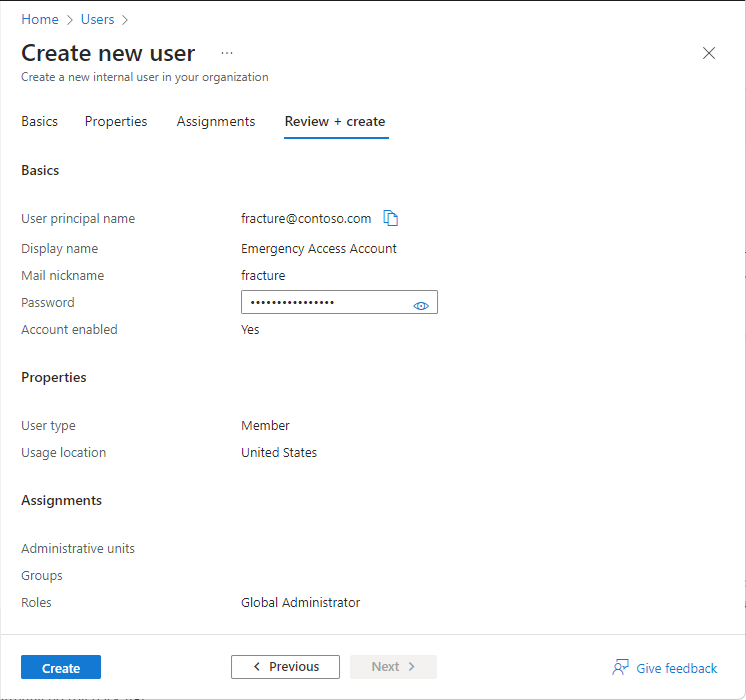 Home > Users >
Create new user ...
Create a new internal user in your organization
Basics Properties Assignments Review + create
Basics
User principal name fracture@contoso.com
Display name Emergency Access Account
Mail nickname fracture
Password ••••••••••••••••
Account enabled Yes
Properties
User type Member
Usage location United States
Assignments
Administrative units
Groups
Roles Global Administrator
Create < Previous Next > Give feedback